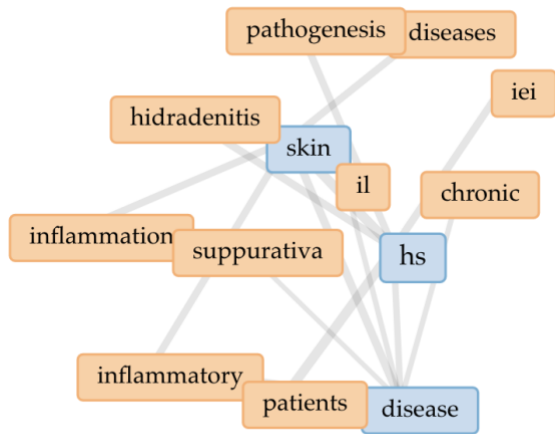 pathogenesis
diseases
iei
hidradenitis
skin
il
chronic
inflammation
suppurativa
hs
inflammatory
patients
disease